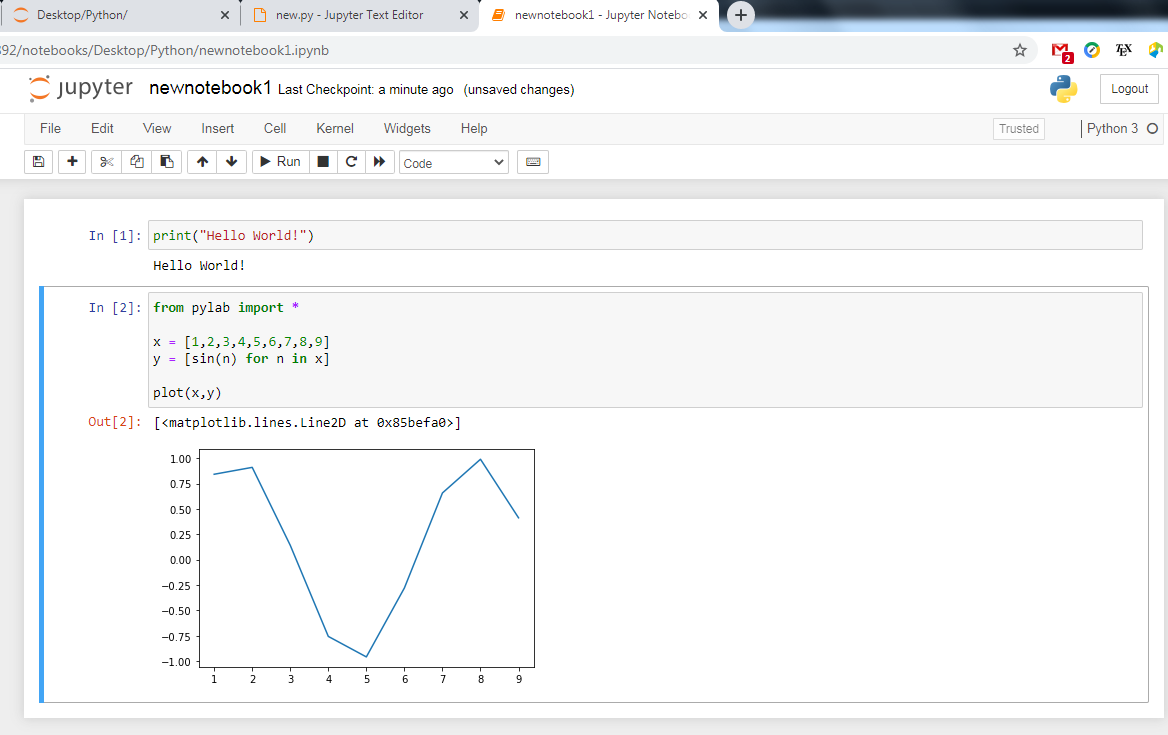 Desktop/Python/
new.py - Jupyter Text Editor
newnotebook1 - Jupyter Notebo
392/notebooks/Desktop/Python/newnotebook1.ipynb
2
TEX
jupyter newnotebook1 Last Checkpoint: a minute ago (unsaved changes)
Logout
File Edit View Insert Cell Kernel Widgets Help
Trusted
Python 3
Run
Code
In [1]: print("Hello World!")
Hello World!
In [2]: from pylab import *
x = [1,2,3,4,5,6,7,8,9]
y = [sin(n) for n in x]
plot(x,y)
Out[2]: [<matplotlib.lines.Line2D at 0x85befa0>]
1.00
0.75
0.50
0.25
0.00
−0.25
−0.50
−0.75
−1.00
1 2 3 4 5 6 7 8 9